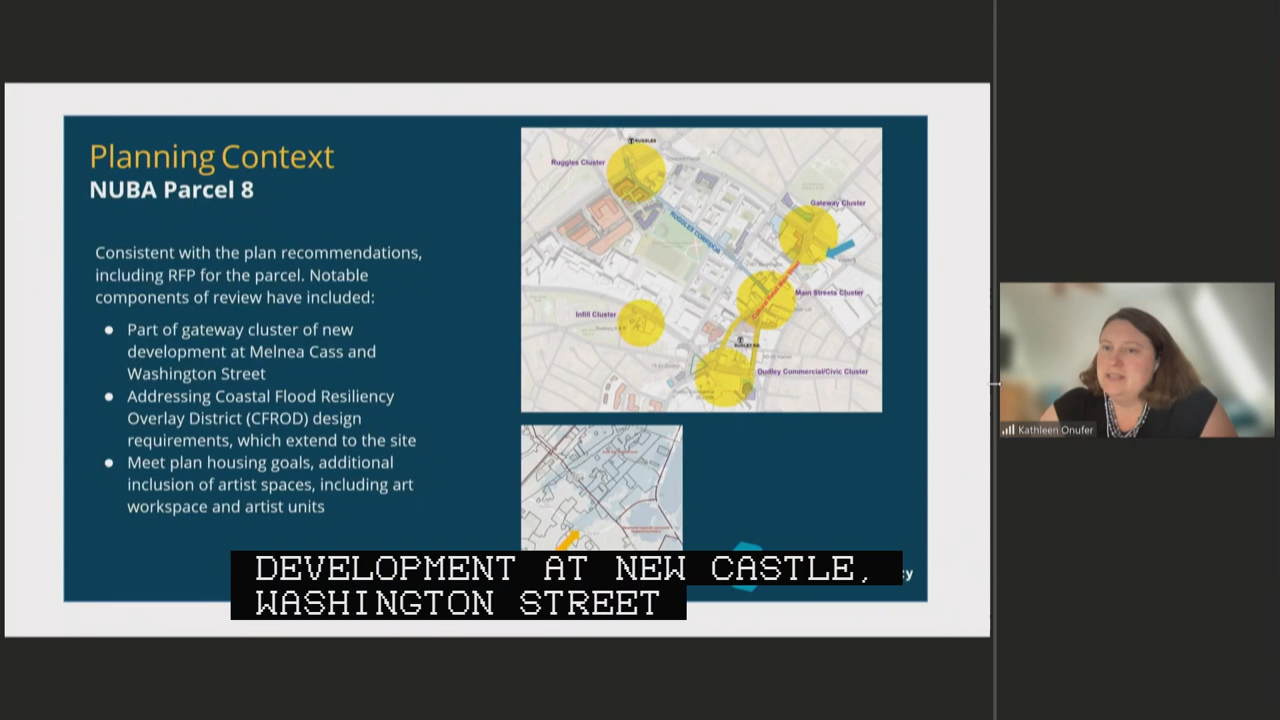 Planning Context
NUBA Parcel 8
Consistent with the plan recommendations,
including RFP for the parcel. Notable
components of review have included:
● Part of gateway cluster of new
development at Melnea Cass and
Washington Street
● Addressing Coastal Flood Resiliency
Overlay District (CFROD) design
requirements, which extend to the site
● Meet plan housing goals, additional
inclusion of artist spaces, including art
workspace and artist units
RUGGLES
Ruggles Cluster
Gateway Cluster
RUGGLES CORRIDOR
Main Streets Cluster
Infill Cluster
Dudley Commercial/Civic Cluster
cy
DEVELOPMENT AT NEW CASTLE,
WASHINGTON STREET
Kathleen Onufer